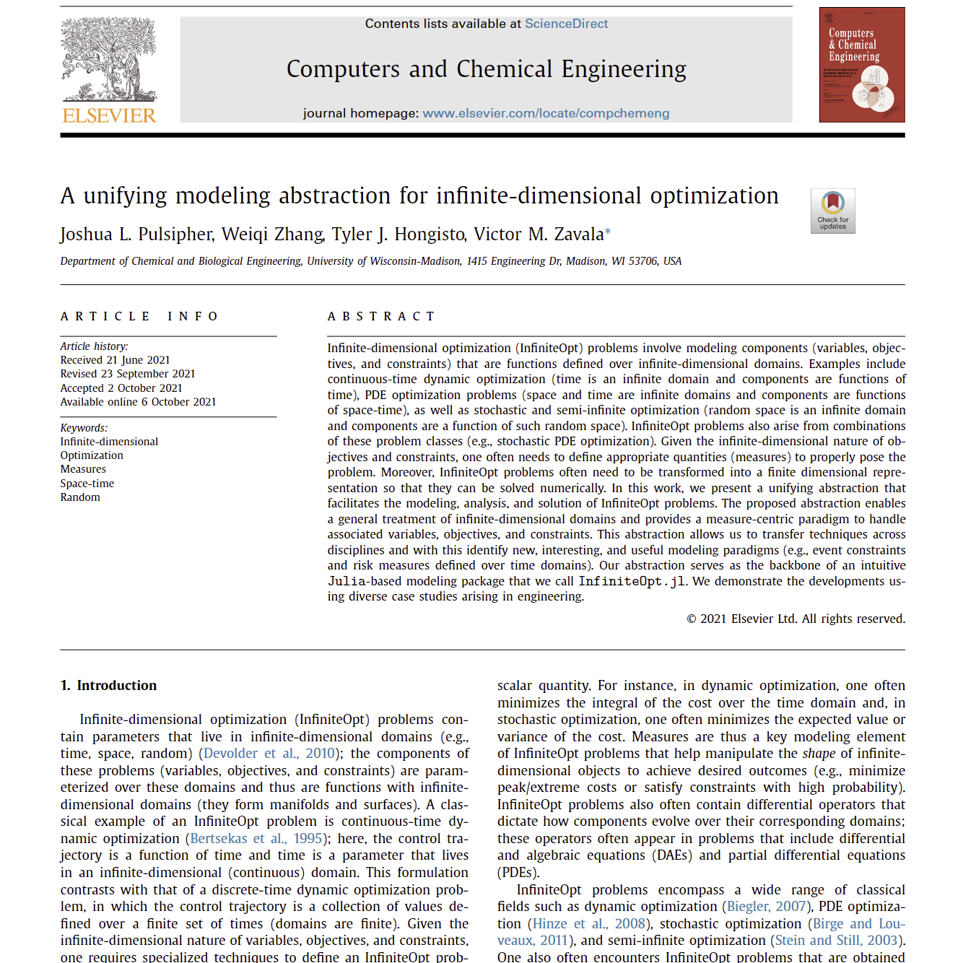 Contents lists available at ScienceDirect
Computers and Chemical Engineering
journal homepage: www.elsevier.com/locate/compchemeng
ELSEVIER
Computers
& Chemical
Engineering
A unifying modeling abstraction for infinite-dimensional optimization
Check for
updates
Joshua L. Pulsipher, Weiqi Zhang, Tyler J. Hongisto, Victor M. Zavala*
Department of Chemical and Biological Engineering, University of Wisconsin-Madison, 1415 Engineering Dr, Madison, WI 53706, USA
ARTICLE INFO
Article history:
Received 21 June 2021
Revised 23 September 2021
Accepted 2 October 2021
Available online 6 October 2021
Keywords:
Infinite-dimensional
Optimization
Measures
Space-time
Random
ABSTRACT
Infinite-dimensional optimization (InfiniteOpt) problems involve modeling components (variables, objec-
tives, and constraints) that are functions defined over infinite-dimensional domains. Examples include
continuous-time dynamic optimization (time is an infinite domain and components are functions of
time), PDE optimization problems (space and time are infinite domains and components are functions
of space-time), as well as stochastic and semi-infinite optimization (random space is an infinite domain
and components are a function of such random space). InfiniteOpt problems also arise from combinations
of these problem classes (e.g., stochastic PDE optimization). Given the infinite-dimensional nature of ob-
jectives and constraints, one often needs to define appropriate quantities (measures) to properly pose the
problem. Moreover, InfiniteOpt problems often need to be transformed into a finite dimensional repre-
sentation so that they can be solved numerically. In this work, we present a unifying abstraction that
facilitates the modeling, analysis, and solution of InfiniteOpt problems. The proposed abstraction enables
a general treatment of infinite-dimensional domains and provides a measure-centric paradigm to handle
associated variables, objectives, and constraints. This abstraction allows us to transfer techniques across
disciplines and with this identify new, interesting, and useful modeling paradigms (e.g., event constraints
and risk measures defined over time domains). Our abstraction serves as the backbone of an intuitive
Julia-based modeling package that we call InfiniteOpt.jl. We demonstrate the developments us-
ing diverse case studies arising in engineering.
© 2021 Elsevier Ltd. All rights reserved.
1. Introduction
Infinite-dimensional optimization (InfiniteOpt) problems con-
tain parameters that live in infinite-dimensional domains (e.g.,
time, space, random) (Devolder et al., 2010); the components of
these problems (variables, objectives, and constraints) are param-
eterized over these domains and thus are functions with infinite-
dimensional domains (they form manifolds and surfaces). A clas-
sical example of an InfiniteOpt problem is continuous-time dy-
namic optimization (Bertsekas et al., 1995); here, the control tra-
jectory is a function of time and time is a parameter that lives
in an infinite-dimensional (continuous) domain. This formulation
contrasts with that of a discrete-time dynamic optimization prob-
lem, in which the control trajectory is a collection of values de-
fined over a finite set of times (domains are finite). Given the
infinite-dimensional nature of variables, objectives, and constraints,
one requires specialized techniques to define an InfiniteOpt prob-
scalar quantity. For instance, in dynamic optimization, one often
minimizes the integral of the cost over the time domain and, in
stochastic optimization, one often minimizes the expected value or
variance of the cost. Measures are thus a key modeling element
of InfiniteOpt problems that help manipulate the shape of infinite-
dimensional objects to achieve desired outcomes (e.g., minimize
peak/extreme costs or satisfy constraints with high probability).
InfiniteOpt problems also often contain differential operators that
dictate how components evolve over their corresponding domains;
these operators often appear in problems that include differential
and algebraic equations (DAEs) and partial differential equations
(PDEs).
InfiniteOpt problems encompass a wide range of classical
fields such as dynamic optimization (Biegler, 2007), PDE optimiza-
tion (Hinze et al., 2008), stochastic optimization (Birge and Lou-
veaux, 2011), and semi-infinite optimization (Stein and Still, 2003).
One also often encounters InfiniteOpt problems that are obtained